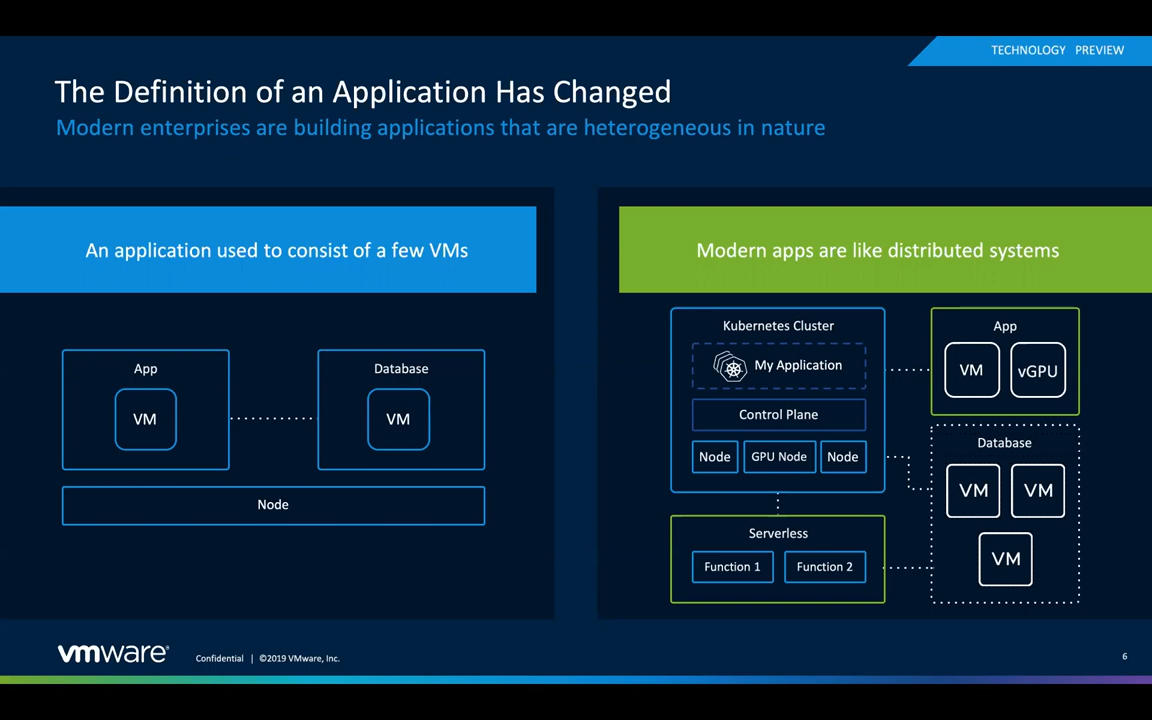 TECHNOLOGY PREVIEW
The Definition of an Application Has Changed
Modern enterprises are building applications that are heterogeneous in nature
An application used to consist of a few VMs
App
VM
Database
VM
Node
Modern apps are like distributed systems
Kubernetes Cluster
My Application
Control Plane
Node
GPU Node
Node
Serverless
Function 1
Function 2
App
VM
vGPU
Database
VM
VM
VM
vmware®
Confidential | ©2019 VMware, Inc.
6